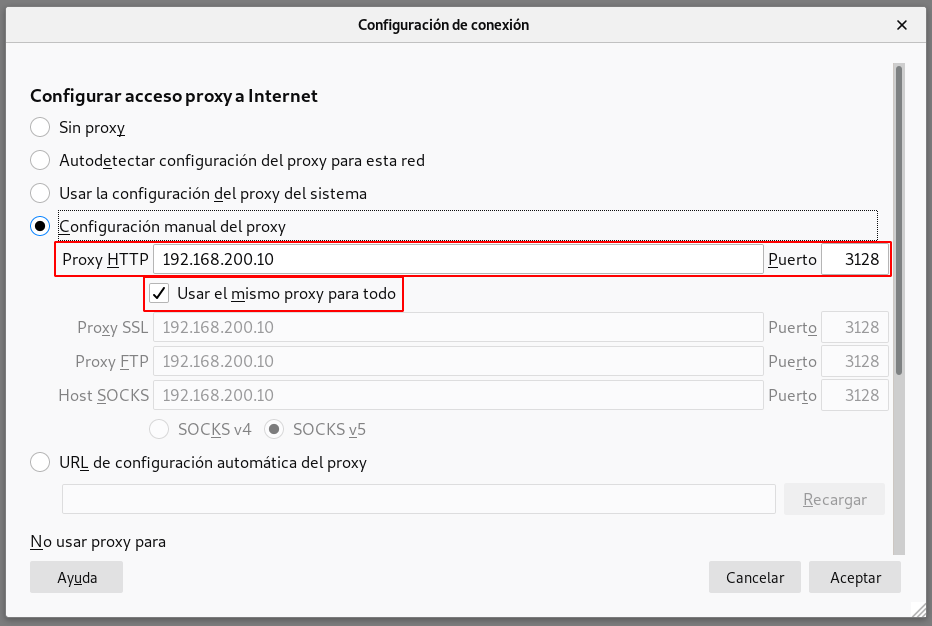 Configuración de conexión
Configurar acceso proxy a Internet
Sin proxy
Autodetectar configuración del proxy para esta red
Usar la configuración del proxy del sistema
Configuración manual del proxy
Proxy HTTP 192.168.200.10 Puerto 3128
Usar el mismo proxy para todo
Proxy SSL 192.168.200.10 Puerto 3128
Proxy FTP 192.168.200.10 Puerto 3128
Host SOCKS 192.168.200.10 Puerto 3128
SOCKS v4 SOCKS v5
URL de configuración automática del proxy
Recargar
No usar proxy para
Ayuda Cancelar Aceptar